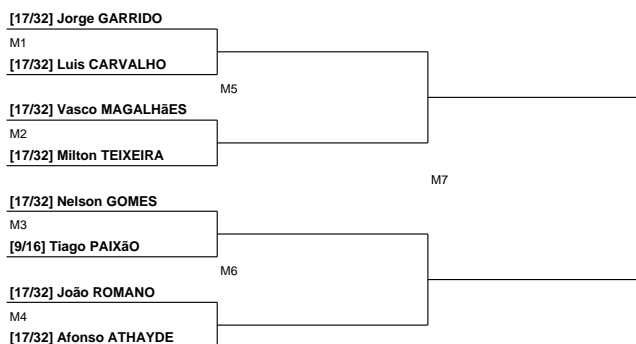 [17/32] Jorge GARRIDO
M1
[17/32] Luis CARVALHO
M5
[17/32] Vasco MAGALHãES
M2
[17/32] Milton TEIXEIRA
M7
[17/32] Nelson GOMES
M3
[9/16] Tiago PAIXãO
M6
[17/32] João ROMANO
M4
[17/32] Afonso ATHAYDE